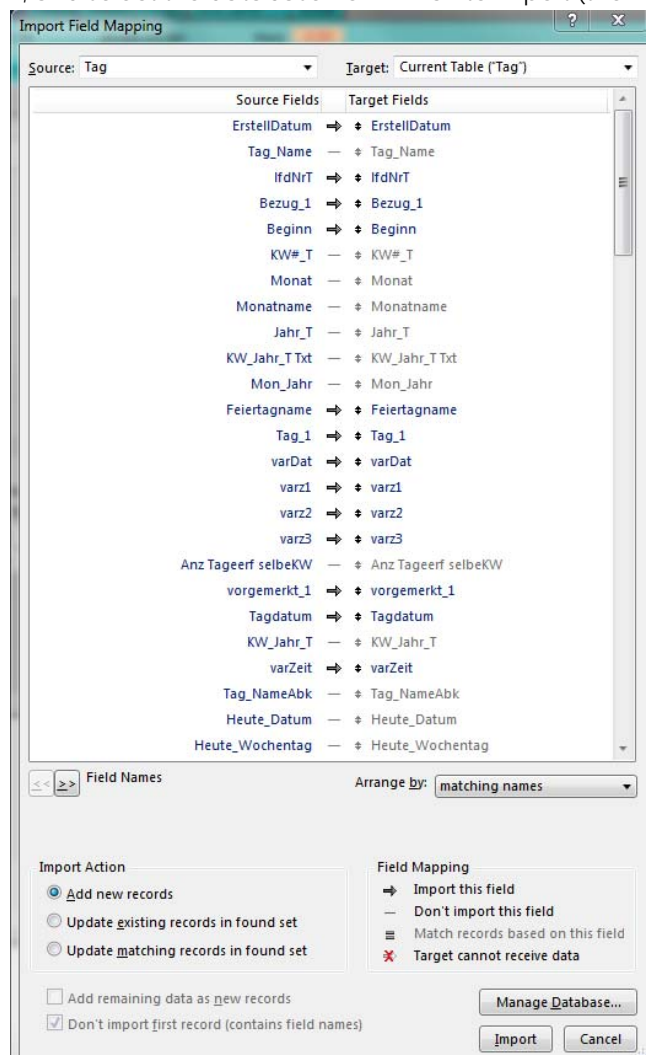 Import Field Mapping
Source: Tag Target: Current Table ("Tag")
Source Fields Target Fields
ErstellDatum ErstellDatum
Tag_Name Tag_Name
lfdNrT lfdNrT
Bezug_1 Bezug_1
Beginn Beginn
KW#_T KW#_T
Monat Monat
Monatname Monatname
Jahr_T Jahr_T
KW_Jahr_T Txt KW_Jahr_T Txt
Mon_Jahr Mon_Jahr
Feiertagname Feiertagname
Tag_1 Tag_1
varDat varDat
varz1 varz1
varz2 varz2
varz3 varz3
Anz Tageerf selbeKW Anz Tageerf selbeKW
vorgemerkt_1 vorgemerkt_1
Tagdatum Tagdatum
KW_Jahr_T KW_Jahr_T
varZeit varZeit
Tag_NameAbk Tag_NameAbk
Heute_Datum Heute_Datum
Heute_Wochentag Heute_Wochentag
<< >> Field Names Arrange by: matching names
Import Action
Add new records
Update existing records in found set
Update matching records in found set
Field Mapping
Import this field
Don't import this field
Match records based on this field
Target cannot receive data
Add remaining data as new records
Don't import first record (contains field names)
Manage Database...
Import Cancel